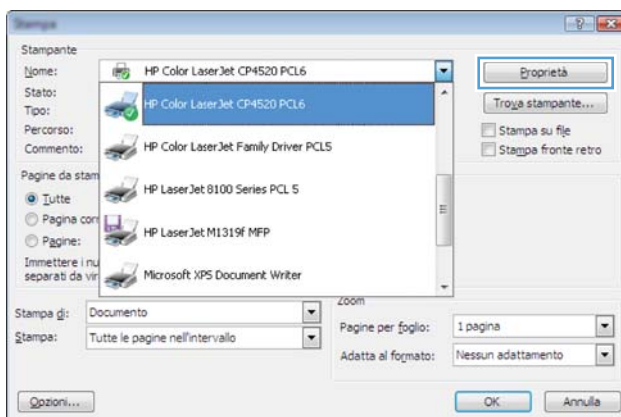 Stampa
Stampante
Nome: HP Color LaserJet CP4520 PCL6 Proprietà
Stato: HP Color LaserJet CP4520 PCL6 Trova stampante...
Tipo:
Percorso: Stampa su file
Commento: HP Color LaserJet Family Driver PCL5 Stampa fronte retro
Pagine da stam
HP LaserJet 8100 Series PCL 5
Tutte
Pagina corr
HP LaserJet M1319f MFP
Pagine:
Immettere i nu
separati da vir Microsoft XPS Document Writer
Stampa di: Documento Zoom
Stampa: Tutte le pagine nell'intervallo Pagine per foglio: 1 pagina
Adatta al formato: Nessun adattamento
Opzioni... OK Annulla